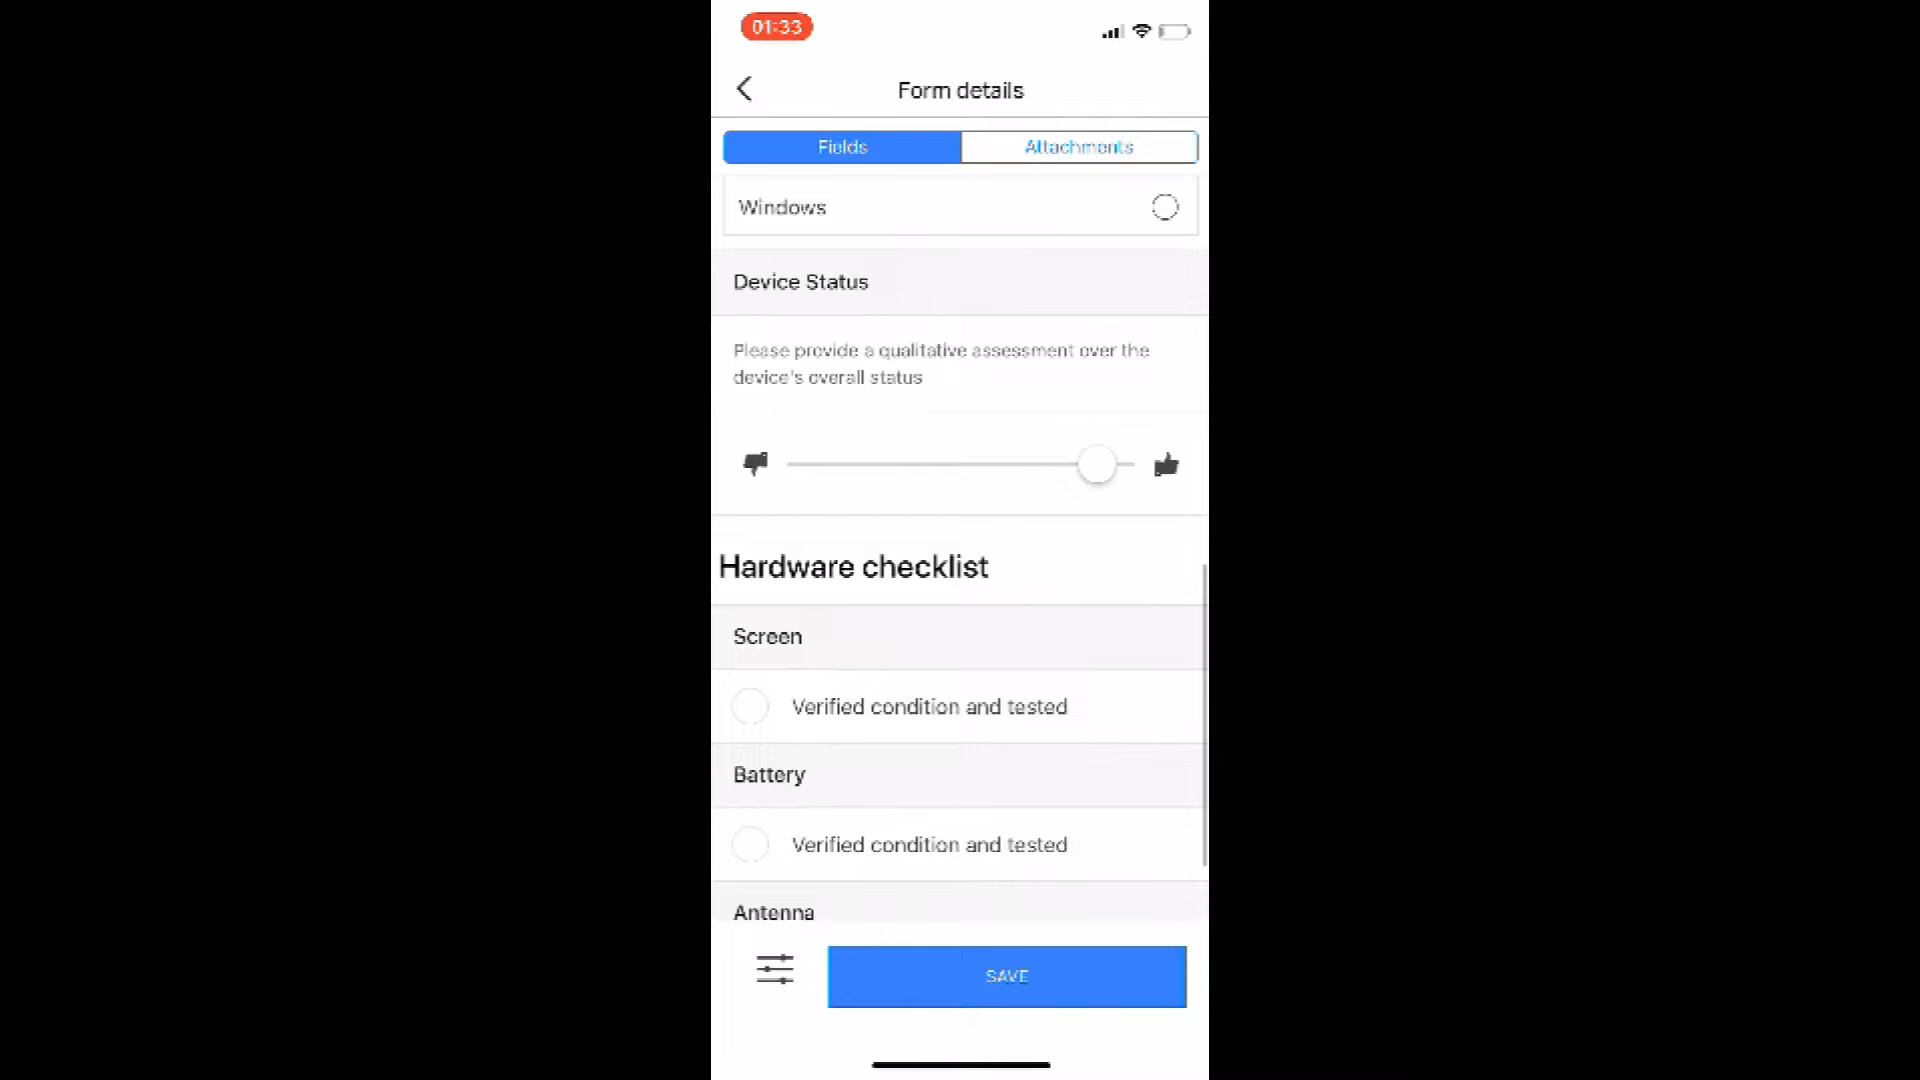 01:33
Form details
Fields
Attachments
Windows
Device Status
Please provide a qualitative assessment over the
device's overall status
Hardware checklist
Screen
Verified condition and tested
Battery
Verified condition and tested
Antenna
SAVE